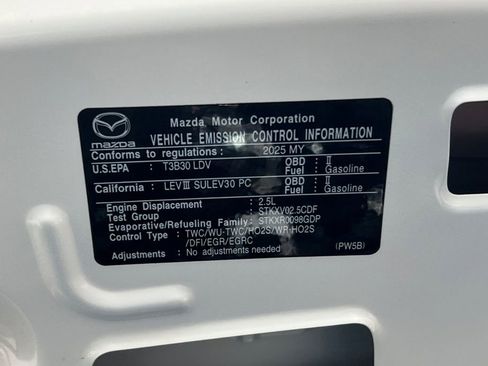 Mazda Motor Corporation
mazda VEHICLE EMISSION CONTROL INFORMATION
Conforms to regulations : 2025 MY
U.S.EPA : T3B30 LDV OBD : II
Fuel : Gasoline
California : LEVⅢ SULEV30 PC OBD : II
Fuel : Gasoline
Engine Displacement : 2.5L
Test Group : STKXV02.5CDF
Evaporative/Refueling Family: STKXR0098GDP
Control Type : TWC/WU-TWC/HO2S/WR-HO2S
/DFI/EGR/EGRC
Adjustments : No adjustments needed (PW5B)